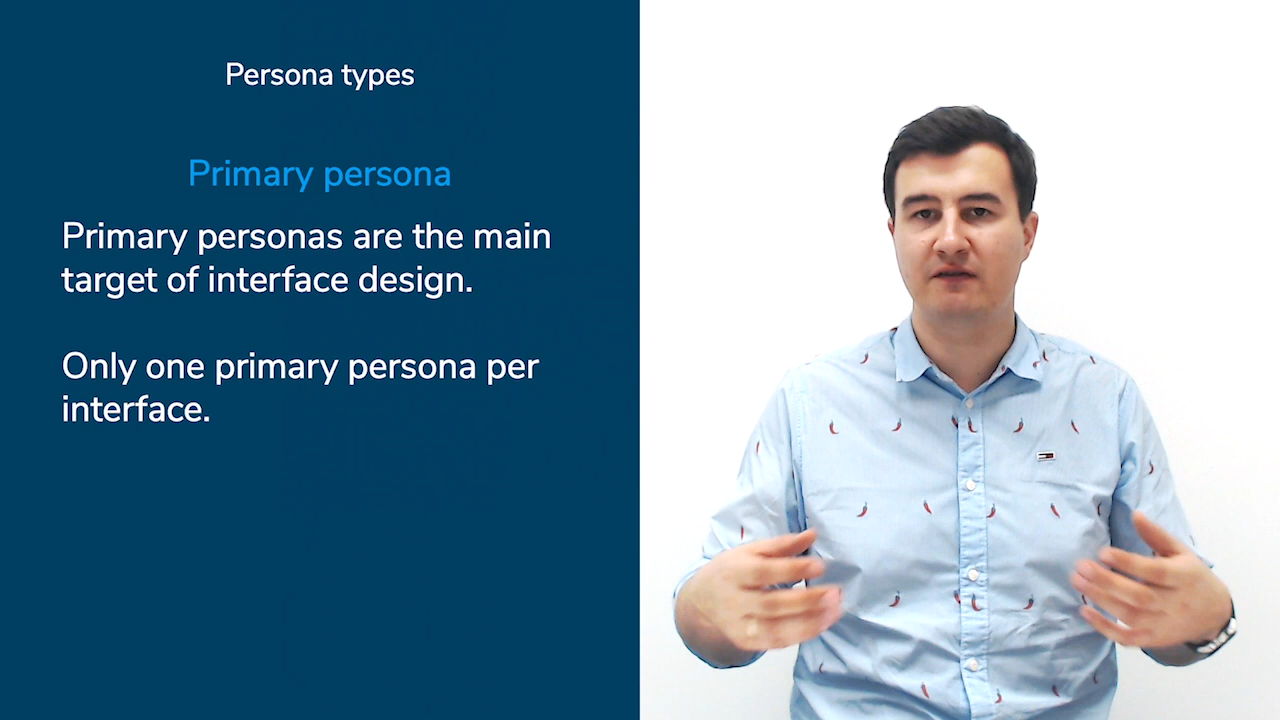 Persona types
Primary persona
Primary personas are the main
target of interface design.
Only one primary persona per
interface.